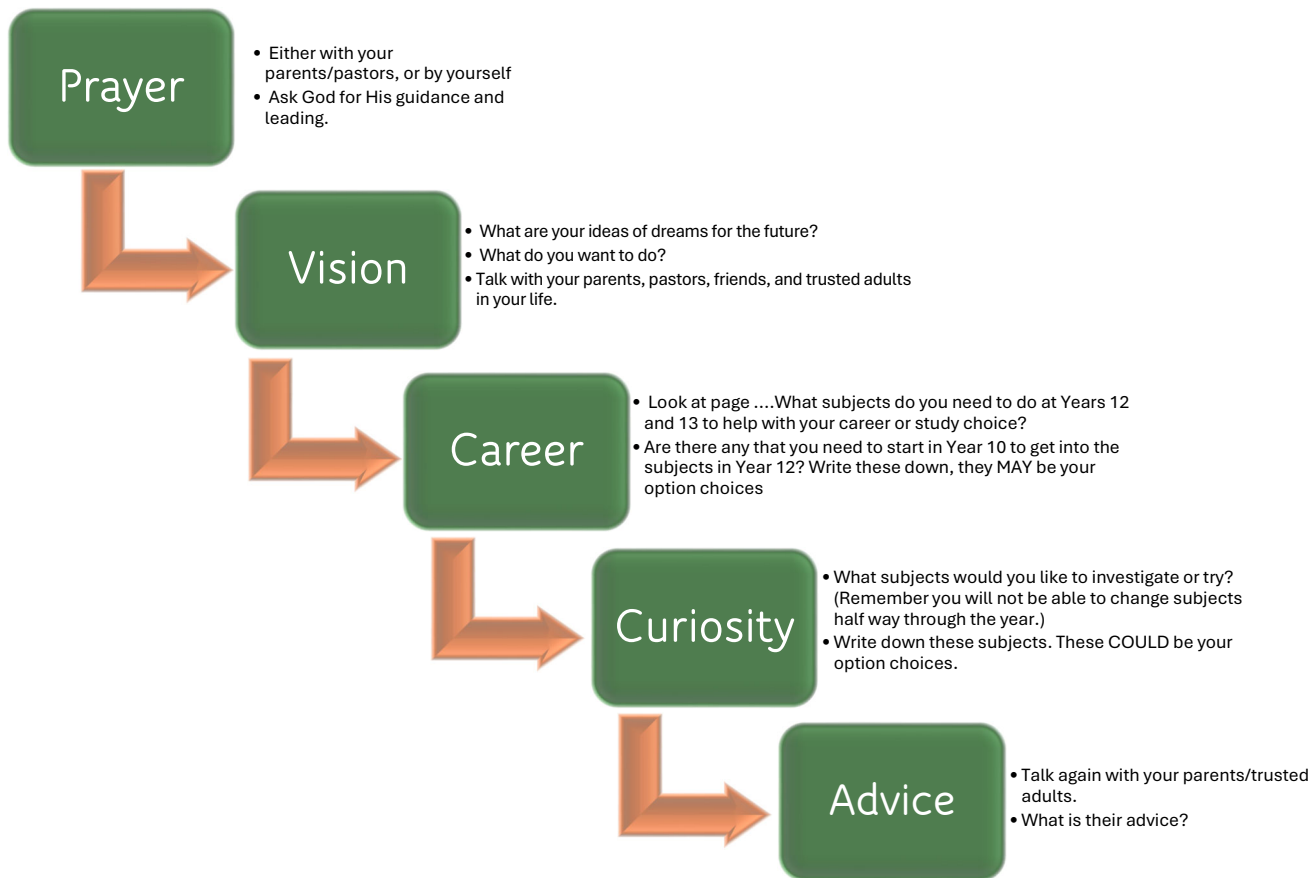 Prayer
• Either with your
parents/pastors, or by yourself
• Ask God for His guidance and
leading.
Vision
• What are your ideas of dreams for the future?
• What do you want to do?
• Talk with your parents, pastors, friends, and trusted adults
in your life.
Career
• Look at page ....What subjects do you need to do at Years 12
and 13 to help with your career or study choice?
• Are there any that you need to start in Year 10 to get into the
subjects in Year 12? Write these down, they MAY be your
option choices
Curiosity
• What subjects would you like to investigate or try?
(Remember you will not be able to change subjects
half way through the year.)
• Write down these subjects. These COULD be your
option choices.
Advice
• Talk again with your parents/trusted
adults.
• What is their advice?